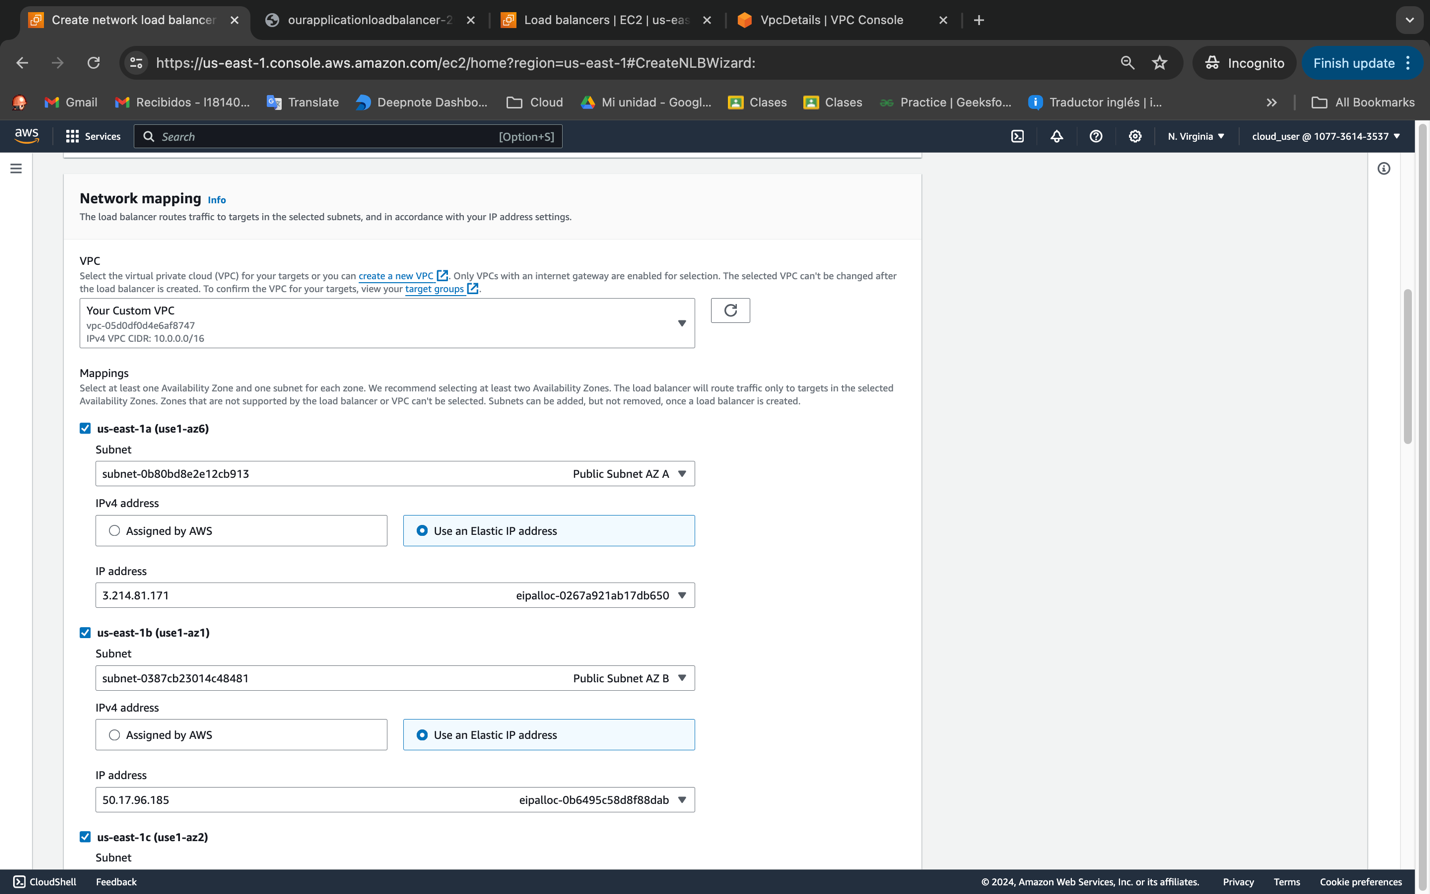 Create network load balancer
ourapplicationloadbalancer-2
Load balancers | EC2 | us-eas
VpcDetails | VPC Console
https://us-east-1.console.aws.amazon.com/ec2/home?region=us-east-1#CreateNLBWizard:
Incognito
Finish update
Gmail
Recibidos - l18140...
Translate
Deepnote Dashbo...
Cloud
Mi unidad - Googl...
Clases
Clases
Practice | Geeksfo...
Traductor inglés | i...
All Bookmarks
aws
Services
Search
[Option+S]
N. Virginia
cloud_user @ 1077-3614-3537
Network mapping Info
The load balancer routes traffic to targets in the selected subnets, and in accordance with your IP address settings.
VPC
Select the virtual private cloud (VPC) for your targets or you can create a new VPC . Only VPCs with an internet gateway are enabled for selection. The selected VPC can't be changed after
the load balancer is created. To confirm the VPC for your targets, view your target groups .
Your Custom VPC
vpc-05d0df0d4e6af8747
IPv4 VPC CIDR: 10.0.0.0/16
Mappings
Select at least one Availability Zone and one subnet for each zone. We recommend selecting at least two Availability Zones. The load balancer will route traffic only to targets in the selected
Availability Zones. Zones that are not supported by the load balancer or VPC can't be selected. Subnets can be added, but not removed, once a load balancer is created.
us-east-1a (use1-az6)
Subnet
subnet-0b80bd8e2e12cb913 Public Subnet AZ A
IPv4 address
Assigned by AWS
Use an Elastic IP address
IP address
3.214.81.171 eipalloc-0267a921ab17db650
us-east-1b (use1-az1)
Subnet
subnet-0387cb23014c48481 Public Subnet AZ B
IPv4 address
Assigned by AWS
Use an Elastic IP address
IP address
50.17.96.185 eipalloc-0b6495c58d8f88dab
us-east-1c (use1-az2)
Subnet
CloudShell
Feedback
© 2024, Amazon Web Services, Inc. or its affiliates.
Privacy
Terms
Cookie preferences